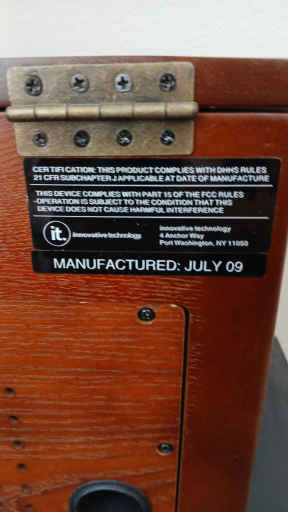 CERTIFICATION: THIS PRODUCT COMPLIES WITH DHHS RULES
21 CFR SUBCHAPTER J APPLICABLE AT DATE OF MANUFACTURE
THIS DEVICE COMPLIES WITH PART 15 OF THE FCC RULES
-OPERATION IS SUBJECT TO THE CONDITION THAT THIS
DEVICE DOES NOT CAUSE HARMFUL INTERFERENCE
it.
innovative technology
innovative technology
4 Anchor Way
Port Washington, NY 11050
MANUFACTURED: JULY 09